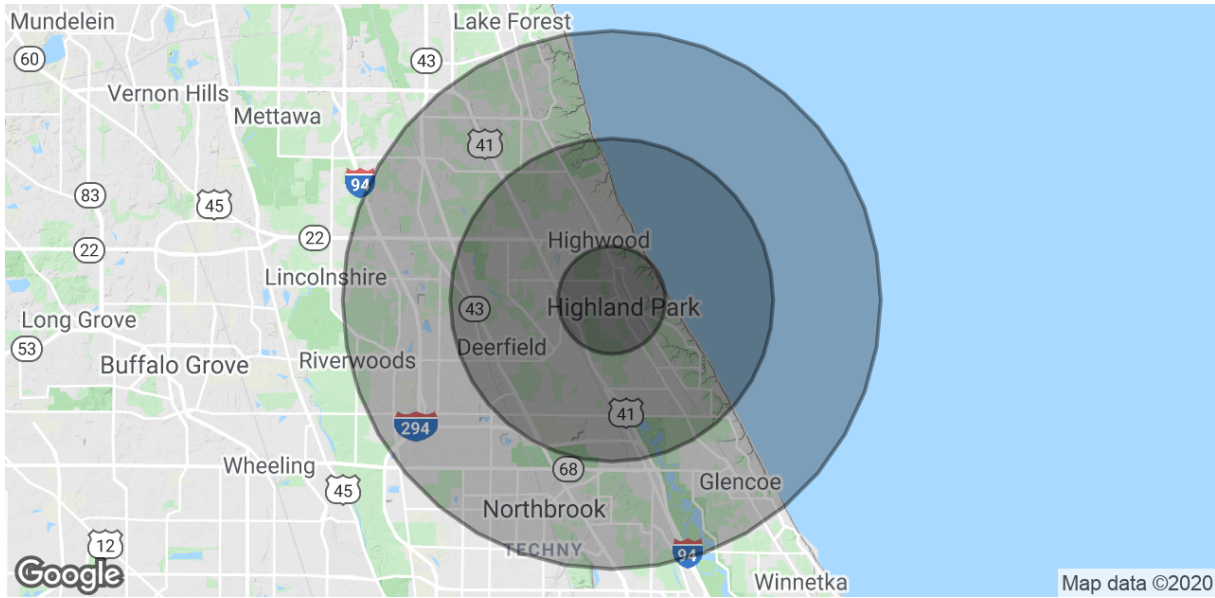 Mundelein
Lake Forest
60
43
Vernon Hills
Mettawa
41
94
83
45
22
Highwood
22
Lincolnshire
43
Highland Park
Long Grove
53
Deerfield
Riverwoods
Buffalo Grove
41
294
Wheeling
68
45
Glencoe
Northbrook
12
TECHNY
94
Google
Winnetka
Map data ©2020